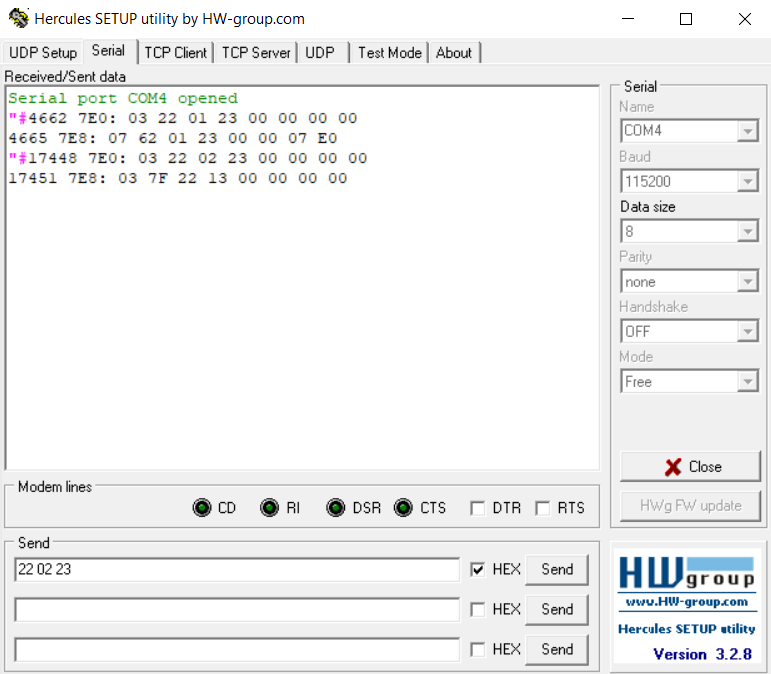 Hercules SETUP utility by HW-group.com
UDP Setup Serial TCP Client TCP Server UDP Test Mode About
Received/Sent data
Serial port COM4 opened
"#4662 7E0: 03 22 01 23 00 00 00 00
4665 7E8: 07 62 01 23 00 00 07 E0
"#17448 7E0: 03 22 02 23 00 00 00 00
17451 7E8: 03 7F 22 13 00 00 00 00
Serial
Name
COM4
Baud
115200
Data size
8
Parity
none
Handshake
OFF
Mode
Free
Close
HWg FW update
Modem lines
CD RI DSR CTS DTR RTS
Send
22 02 23 HEX Send
HEX Send
HEX Send
HW group
www.HW-group.com
Hercules SETUP utility
Version 3.2.8